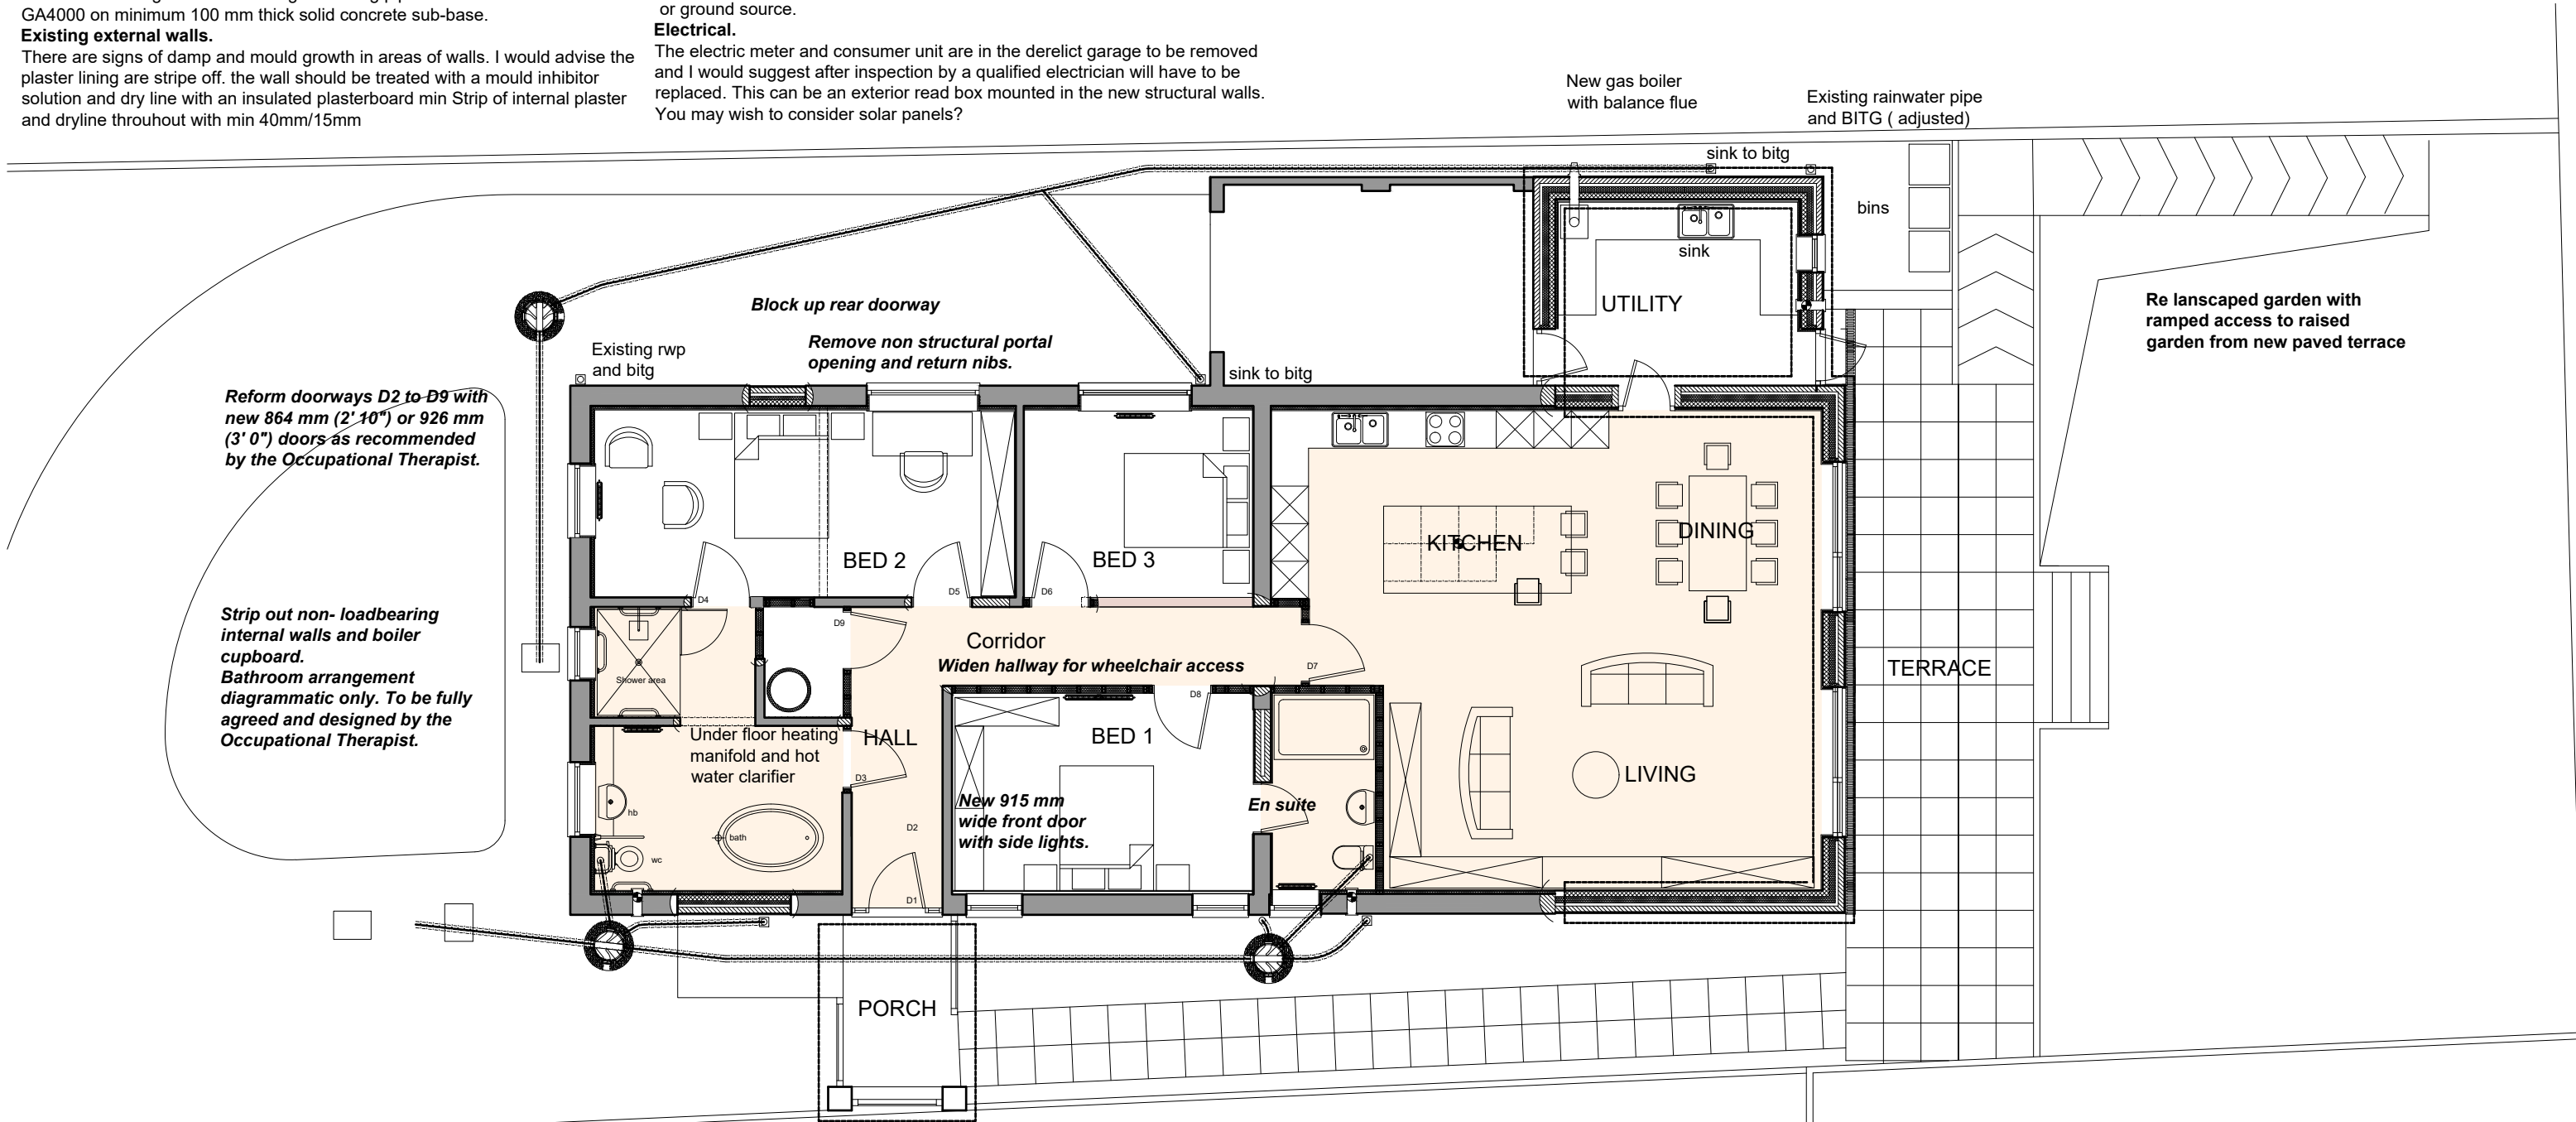 GA4000 on minimum 100 mm thick solid concrete sub-base.
Existing external walls.
There are signs of damp and mould growth in areas of walls. I would advise the
plaster lining are stripe off. the wall should be treated with a mould inhibitor
solution and dry line with an insulated plasterboard min Strip of internal plaster
and dryline throuhout with min 40mm/15mm
or ground source.
Electrical.
The electric meter and consumer unit are in the derelict garage to be removed
and I would suggest after inspection by a qualified electrician will have to be
replaced. This can be an exterior read box mounted in the new structural walls.
You may wish to consider solar panels?
New gas boiler
with balance flue
Existing rainwater pipe
and BITG ( adjusted)
sink to bitg
bins
sink
UTILITY
Block up rear doorway
Remove non structural portal
opening and return nibs.
Existing rwp
and bitg
sink to bitg
Re lanscaped garden with
ramped access to raised
garden from new paved terrace
Reform doorways D2 to D9 with
new 864 mm (2' 10") or 926 mm
(3' 0") doors as recommended
by the Occupational Therapist.
BED 2
BED 3
KITCHEN
DINING
D4
D5
D6
D9
Strip out non- loadbearing
internal walls and boiler
cupboard.
Bathroom arrangement
diagrammatic only. To be fully
agreed and designed by the
Occupational Therapist.
Corridor
Widen hallway for wheelchair access
D7
D8
Shower area
TERRACE
Under floor heating
manifold and hot
water clarifier
HALL
BED 1
D3
LIVING
New 915 mm
wide front door
with side lights.
En suite
hb
D2
bath
wc
D1
PORCH